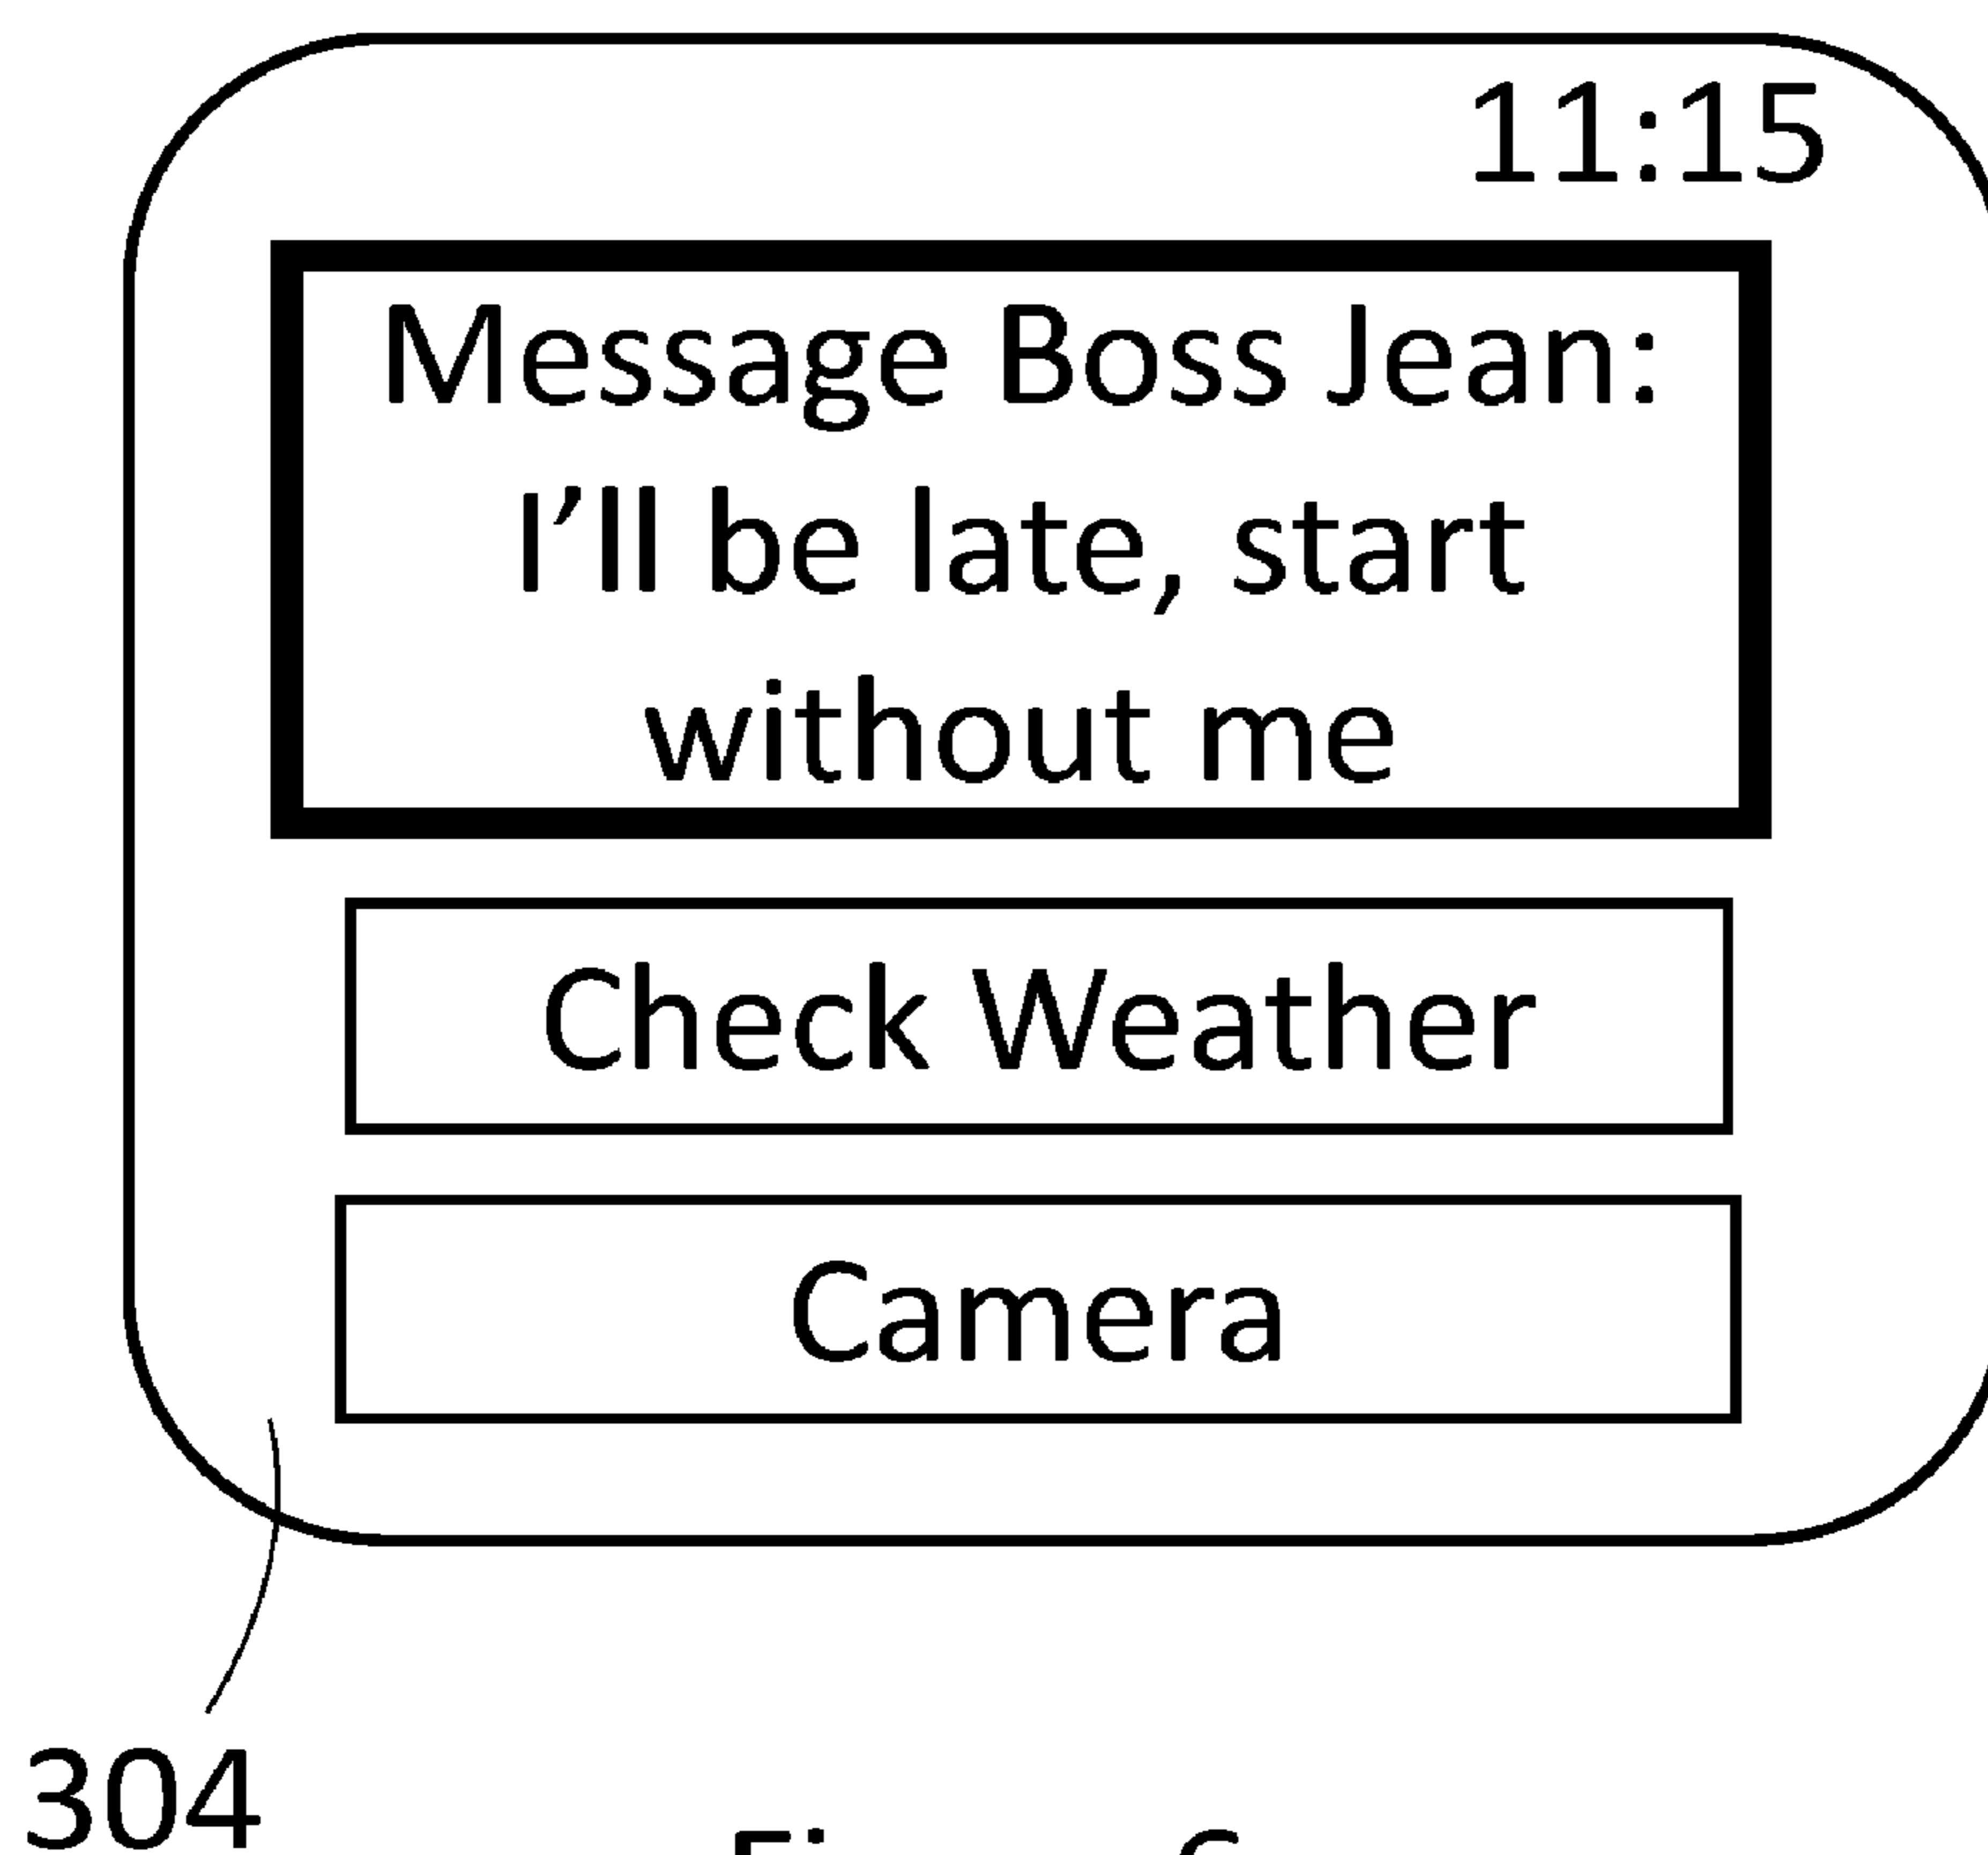 11:15
Message Boss Jean:
I’ll be late, start
without me
Check Weather
Camera
304